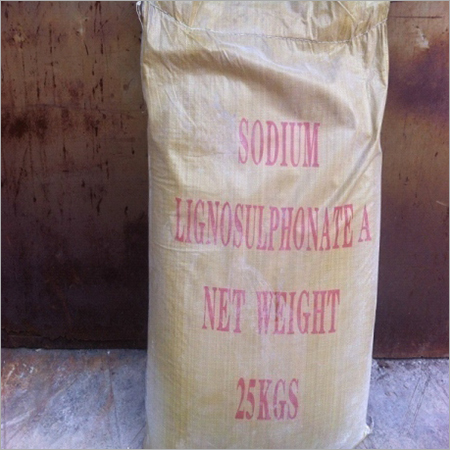 SODIUM
LIGNOSULPHONATE A
NET WEIGHT
25KGS